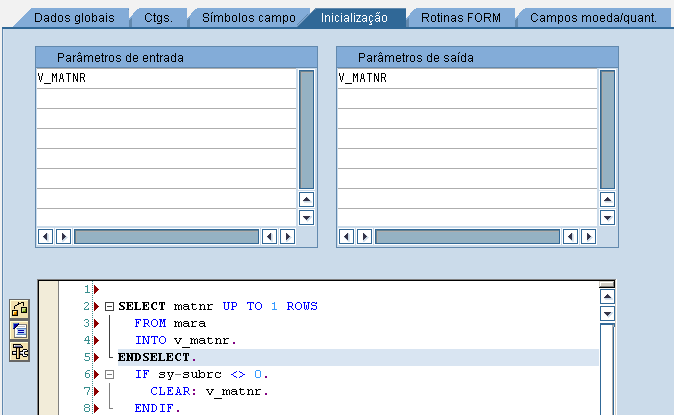 Dados globais Ctgs. Símbolos campo Inicialização Rotinas FORM Campos moeda/quant.
Parâmetros de entrada Parâmetros de saída
V_MATNR V_MATNR
1
2 SELECT matnr UP TO 1 ROWS
3 FROM mara
4 INTO v_matnr.
5 ENDSELECT.
6 IF sy-subrc <> 0.
7 CLEAR: v_matnr.
8 ENDIF.